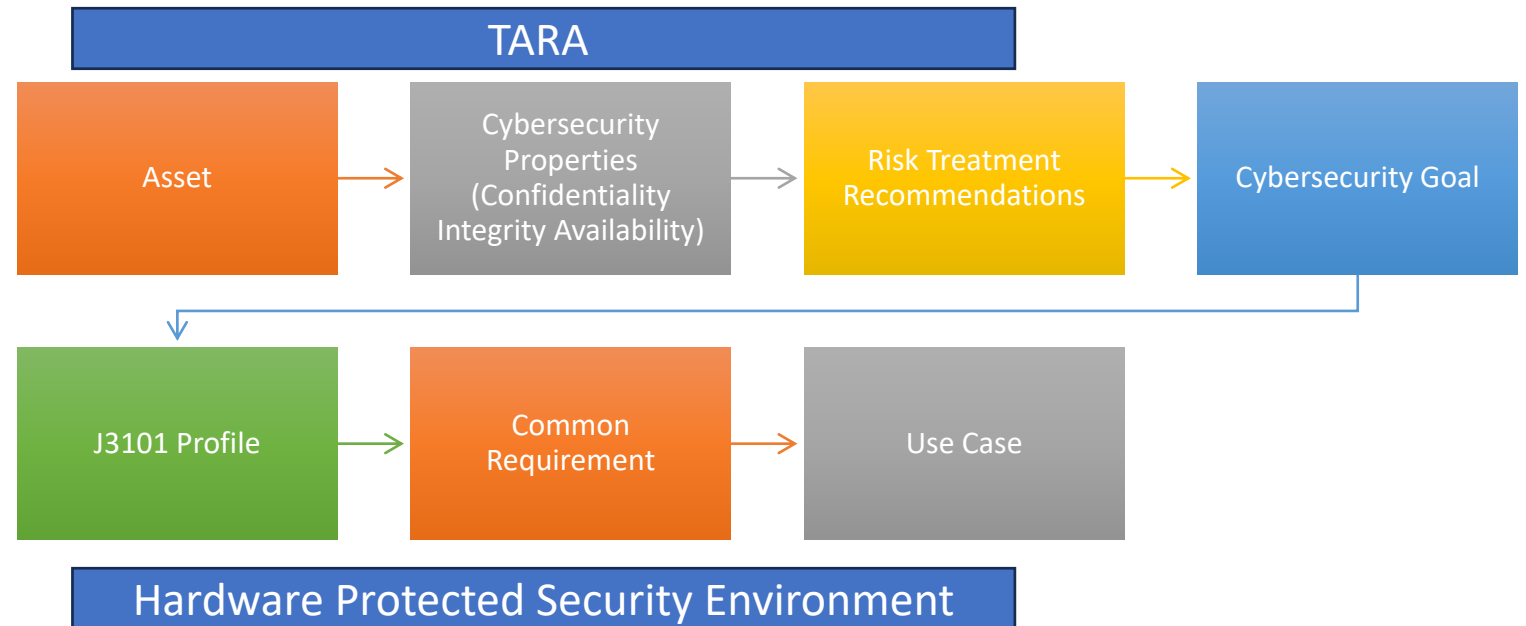 TARA
Asset
Cybersecurity
Properties
(Confidentiality
Integrity Availability)
Risk Treatment
Recommendations
Cybersecurity Goal
J3101 Profile
Common
Requirement
Use Case
Hardware Protected Security Environment